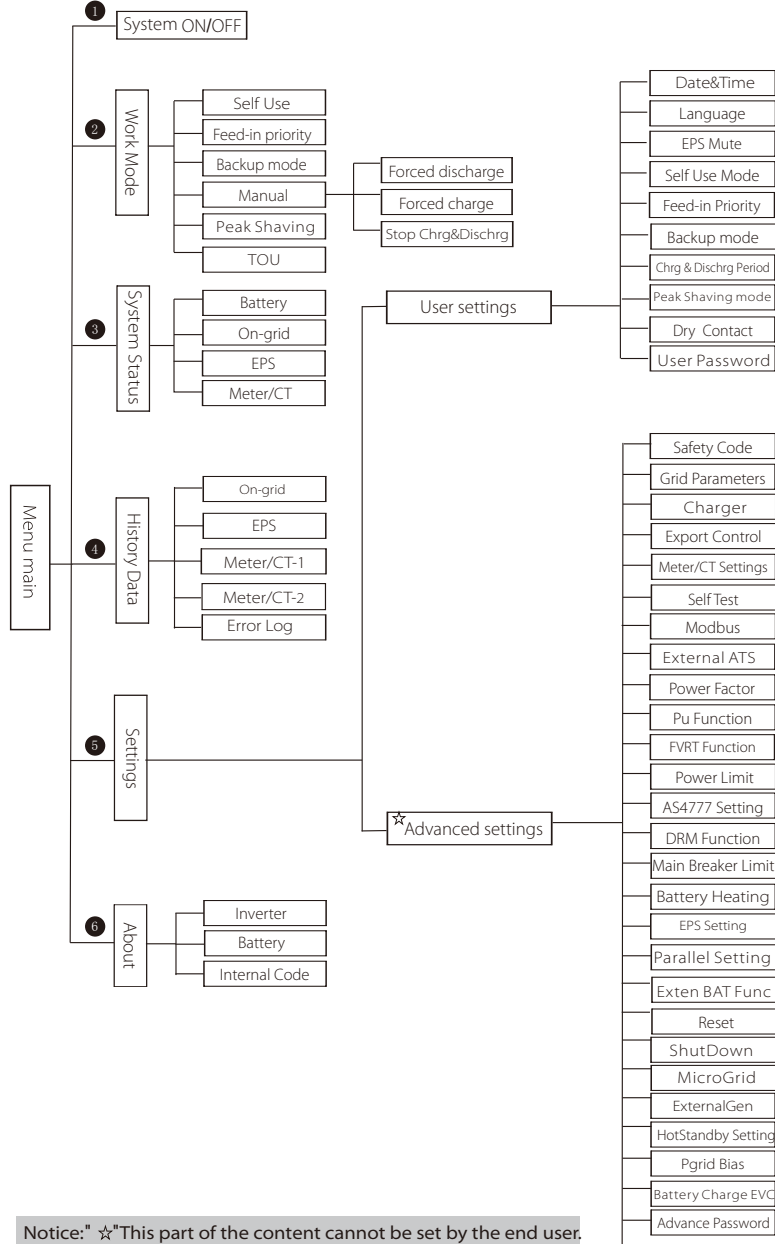 1
System ON/OFF
2
Work Mode
Self Use
Feed-in priority
Backup mode
Manual
Peak Shaving
TOU
Forced discharge
Forced charge
Stop Chrg&Dischrg
3
System Status
Battery
On-grid
EPS
Meter/CT
Menu main
4
History Data
On-grid
EPS
Meter/CT-1
Meter/CT-2
Error Log
5
Settings
User settings
Date&Time
Language
EPS Mute
Self Use Mode
Feed-in Priority
Backup mode
Chrg & Dischrg Period
Peak Shaving mode
Dry Contact
User Password
☆Advanced settings
Safety Code
Grid Parameters
Charger
Export Control
Meter/CT Settings
Self Test
Modbus
External ATS
Power Factor
Pu Function
FVRT Function
Power Limit
AS4777 Setting
DRM Function
Main Breaker Limit
Battery Heating
EPS Setting
Parallel Setting
Exten BAT Func
Reset
ShutDown
MicroGrid
ExternalGen
HotStandby Setting
Pgrid Bias
Battery Charge EVC
Advance Password
6
About
Inverter
Battery
Internal Code
Notice:" ☆"This part of the content cannot be set by the end user.